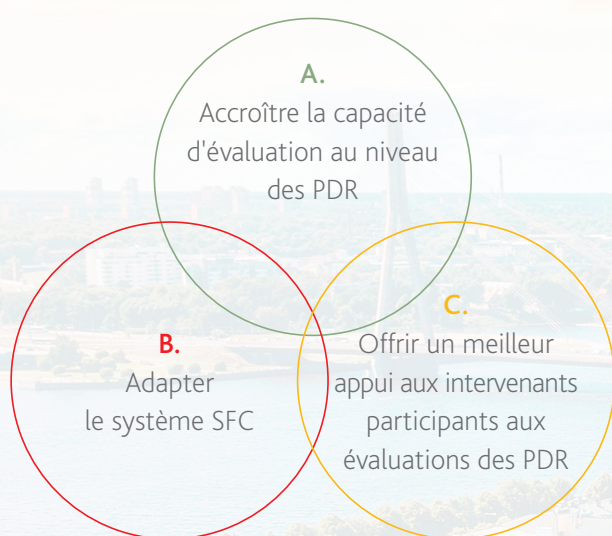 A.
Accroître la capacité
d'évaluation au niveau
des PDR
B.
Adapter
le système SFC
C.
Offrir un meilleur
appui aux intervenants
participants aux
évaluations des PDR